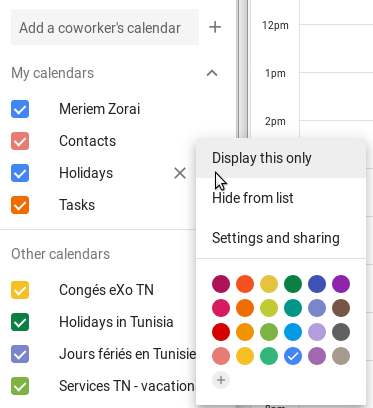 Add a coworker's calendar
12pm
My calendars
1pm
Meriem Zorai
2pm
Contacts
Display this only
Holidays
Hide from list
Tasks
Settings and sharing
Other calendars
Congés eXo TN
Holidays in Tunisia
Jours fériés en Tunisie
Services TN - vacation